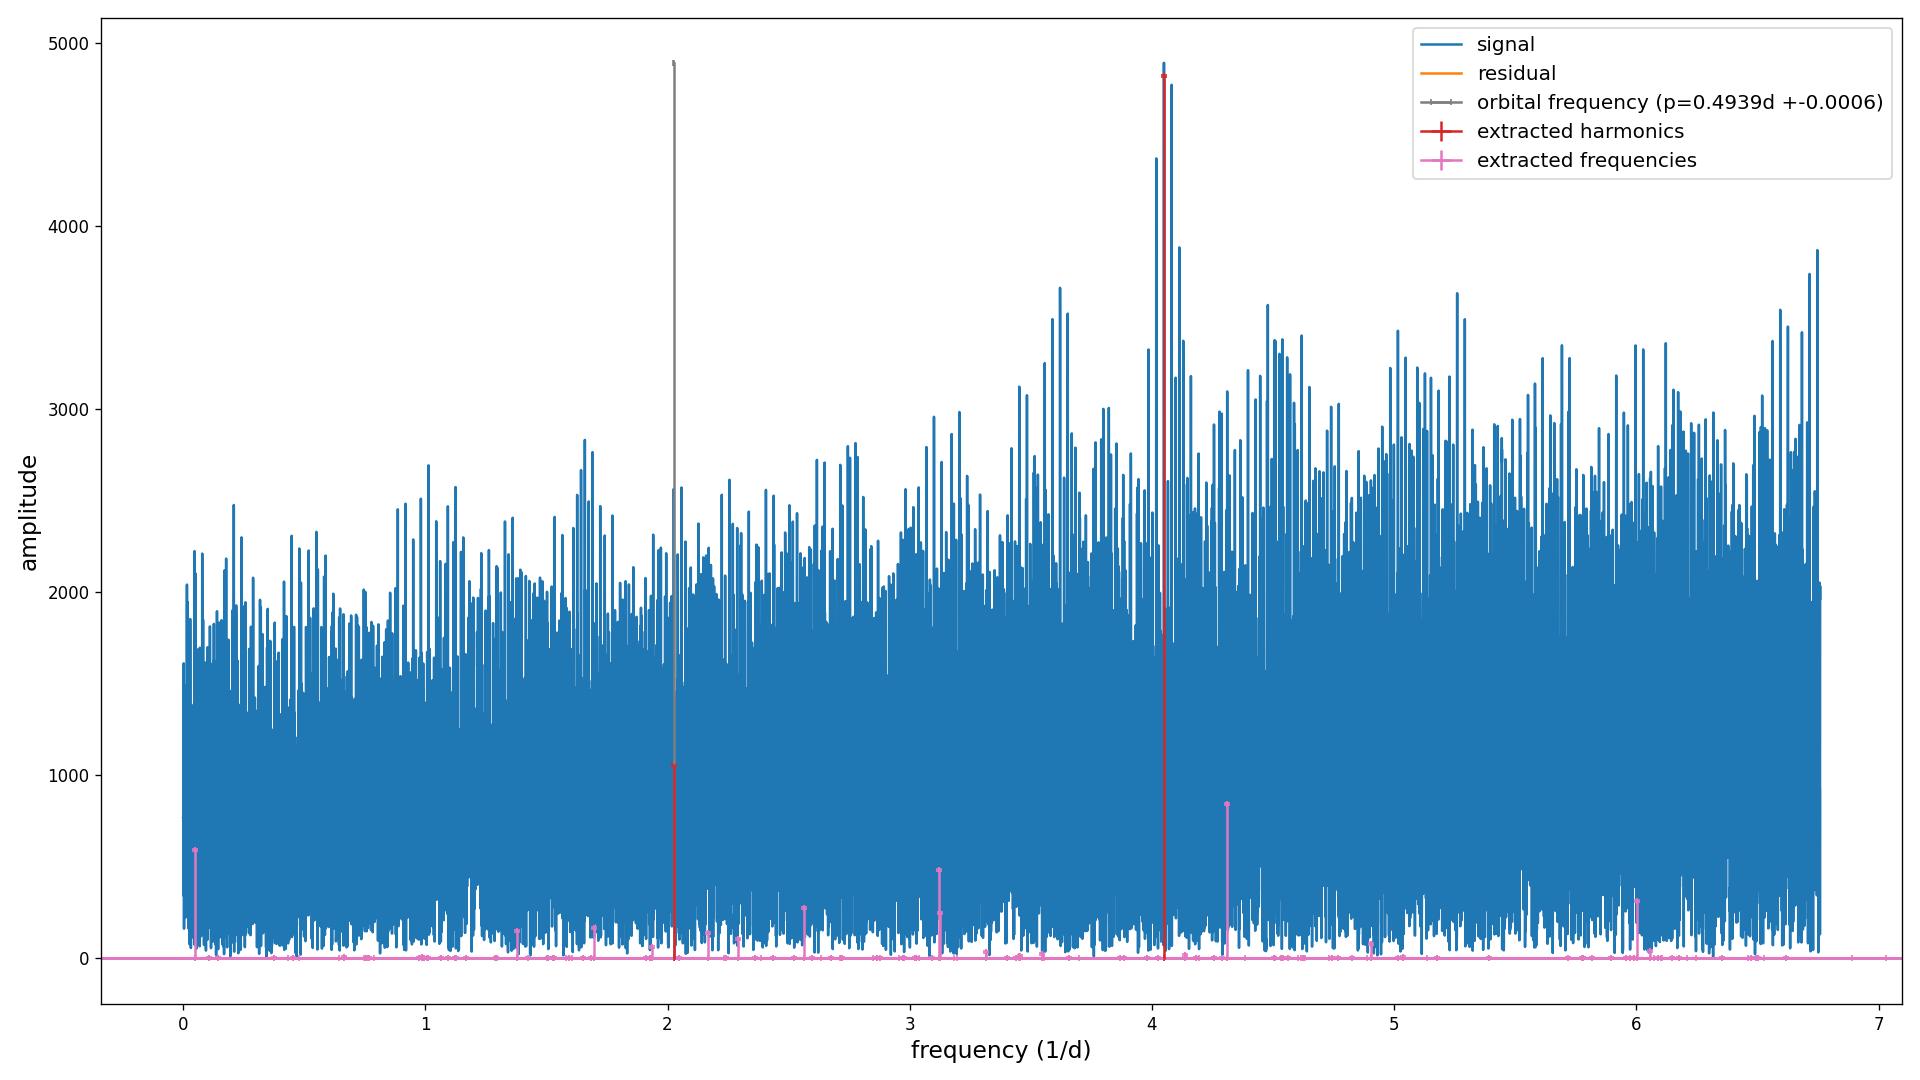 5000
4000
3000
2000
1000
0
amplitude
0 1 2 3 4 5 6 7
frequency (1/d)
signal
residual
orbital frequency (p=0.4939d +-0.0006)
extracted harmonics
extracted frequencies